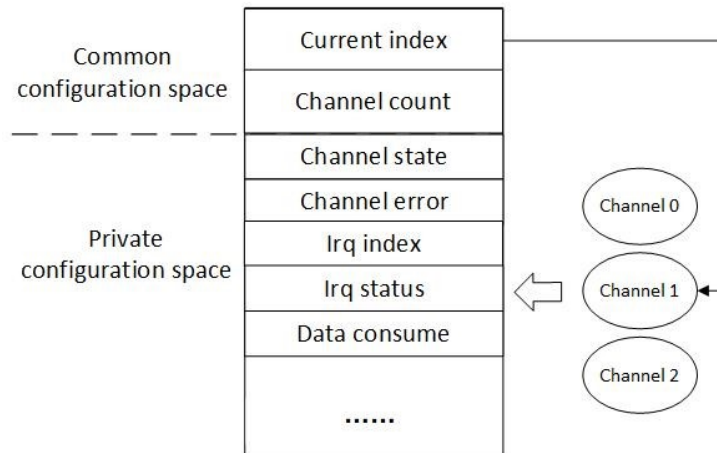 Common
configuration space
Current index
Channel count
Private
configuration space
Channel state
Channel error
Irq index
Irq status
Data consume
......
Channel 0
Channel 1
Channel 2